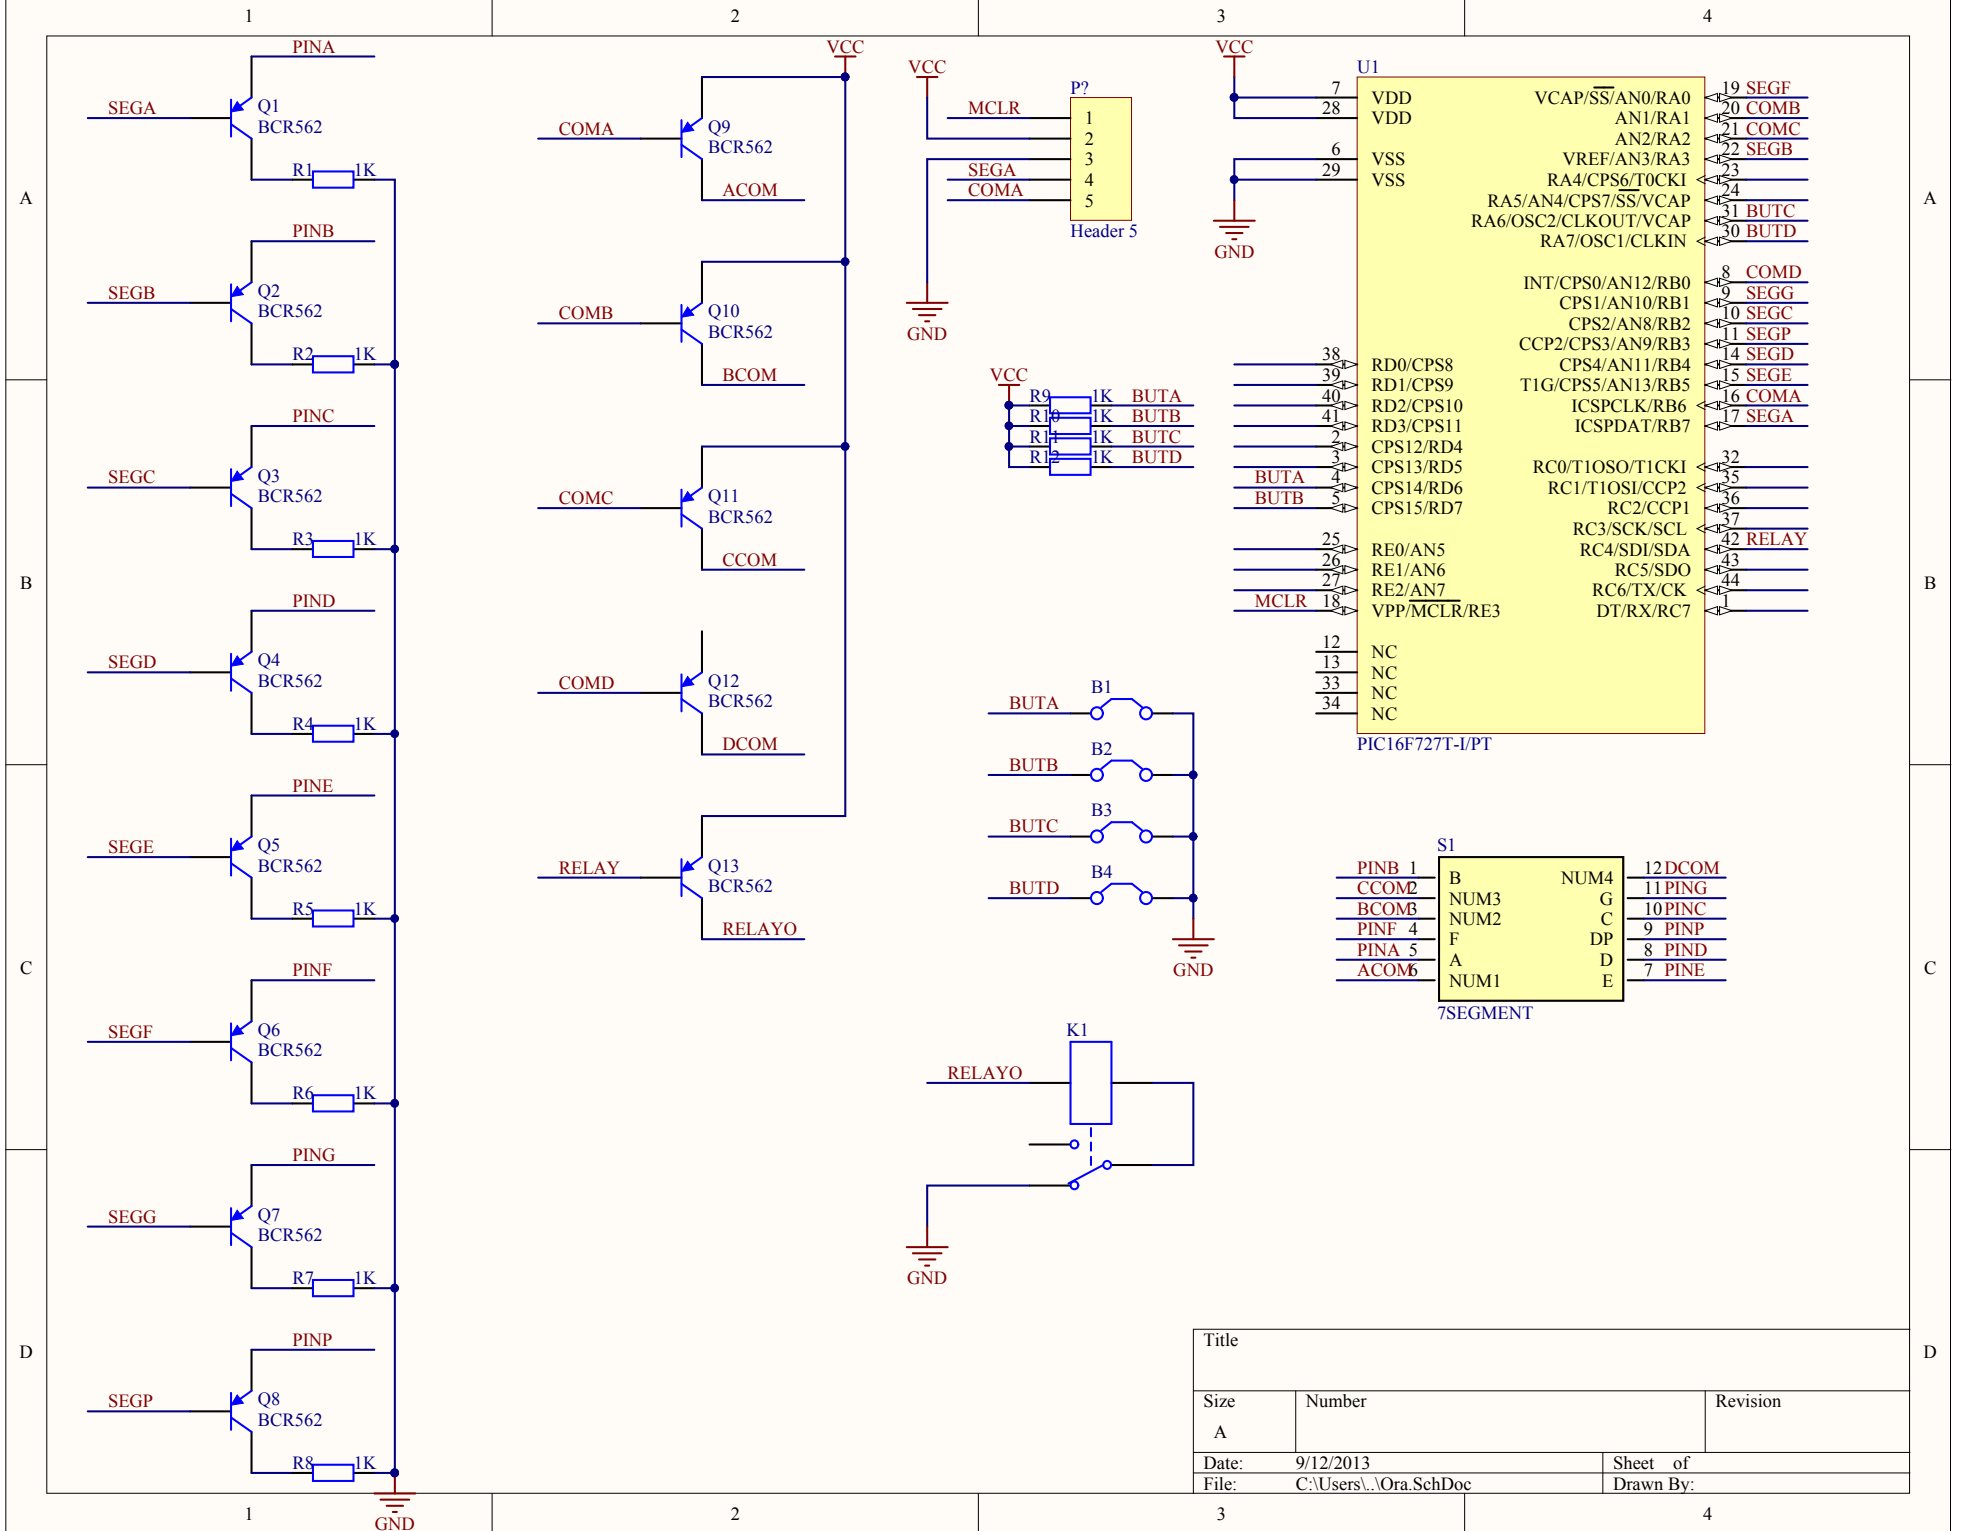 1 2 3 4
A
B
C
D
PINA
SEGA
Q1
BCR562
R1 1K
PINB
SEGB
Q2
BCR562
R2 1K
PINC
SEGC
Q3
BCR562
R3 1K
PIND
SEGD
Q4
BCR562
R4 1K
PINE
SEGE
Q5
BCR562
R5 1K
PINF
SEGF
Q6
BCR562
R6 1K
PING
SEGG
Q7
BCR562
R7 1K
PINP
SEGP
Q8
BCR562
R8 1K
GND
VCC
COMA
Q9
BCR562
ACOM
COMB
Q10
BCR562
BCOM
COMC
Q11
BCR562
CCOM
COMD
Q12
BCR562
DCOM
RELAY
Q13
BCR562
RELAYO
VCC
P?
MCLR 1
2
3
SEGA 4
COMA 5
Header 5
GND
VCC
R9 1K BUTA
R10 1K BUTB
R11 1K BUTC
R12 1K BUTD
B1
BUTA
B2
BUTB
B3
BUTC
B4
BUTD
GND
K1
RELAYO
GND
VCC
GND
U1
7 VDD
28 VDD
6 VSS
29 VSS
38 RD0/CPS8
39 RD1/CPS9
40 RD2/CPS10
41 RD3/CPS11
2 CPS12/RD4
3 CPS13/RD5
BUTA 4 CPS14/RD6
BUTB 5 CPS15/RD7
25 RE0/AN5
26 RE1/AN6
27 RE2/AN7
MCLR 18 VPP/MCLR/RE3
12 NC
13 NC
33 NC
34 NC
VCAP/SS/AN0/RA0 19 SEGF
AN1/RA1 20 COMB
AN2/RA2 21 COMC
VREF/AN3/RA3 22 SEGB
RA4/CPS6/T0CKI 23
RA5/AN4/CPS7/SS/VCAP 24
RA6/OSC2/CLKOUT/VCAP 31 BUTC
RA7/OSC1/CLKIN 30 BUTD
INT/CPS0/AN12/RB0 8 COMD
CPS1/AN10/RB1 9 SEGG
CPS2/AN8/RB2 10 SEGC
CCP2/CPS3/AN9/RB3 11 SEGP
CPS4/AN11/RB4 14 SEGD
T1G/CPS5/AN13/RB5 15 SEGE
ICSPCLK/RB6 16 COMA
ICSPDAT/RB7 17 SEGA
RC0/T1OSO/T1CKI 32
RC1/T1OSI/CCP2 35
RC2/CCP1 36
RC3/SCK/SCL 37
RC4/SDI/SDA 42 RELAY
RC5/SDO 43
RC6/TX/CK 44
DT/RX/RC7 1
PIC16F727T-I/PT
S1
PINB 1 B NUM4 12 DCOM
CCOM 2 NUM3 G 11 PING
BCOM 3 NUM2 C 10 PINC
PINF 4 F DP 9 PINP
PINA 5 A D 8 PIND
ACOM 6 NUM1 E 7 PINE
7SEGMENT
A
B
C
D
Title
Size Number Revision
A
Date: 9/12/2013 Sheet of
File: C:\Users\..\Ora.SchDoc Drawn By:
1 2 3 4